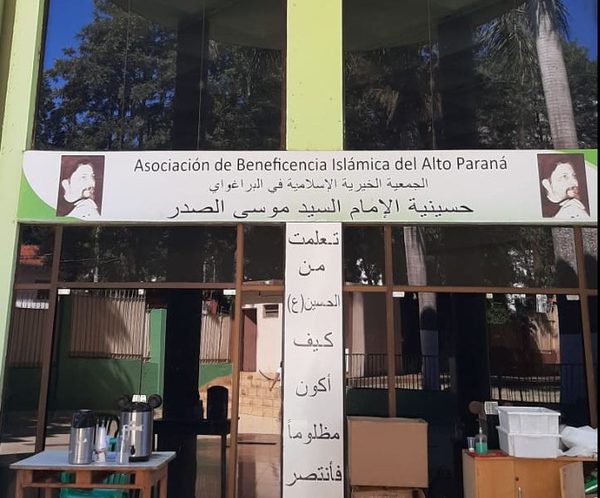 Asociación de Beneficencia Islámica del Alto Paraná
الجمعية الخيرية الإسلامية في الباراغواي
حسينية الإمام السيد موسى الصدر
تعلمت
من
الحسين(ع)
كيف
أكون
مظلوماً
فأنتصر